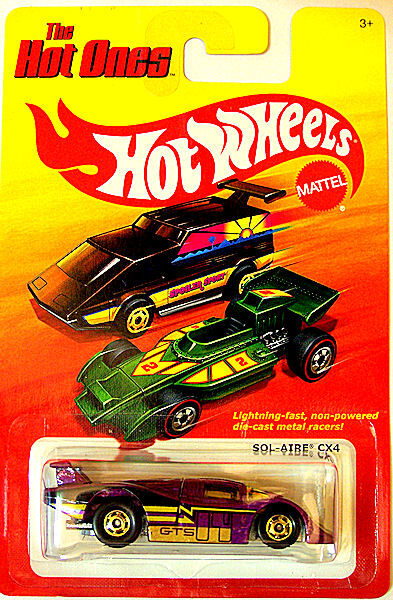 The
Hot Ones™
3+
Hot Wheels®
MATTEL
®
SPOILER SPORT
2
2
Lightning-fast, non-powered
die-cast metal racers!
SOL-AIRE® CX4
GTS